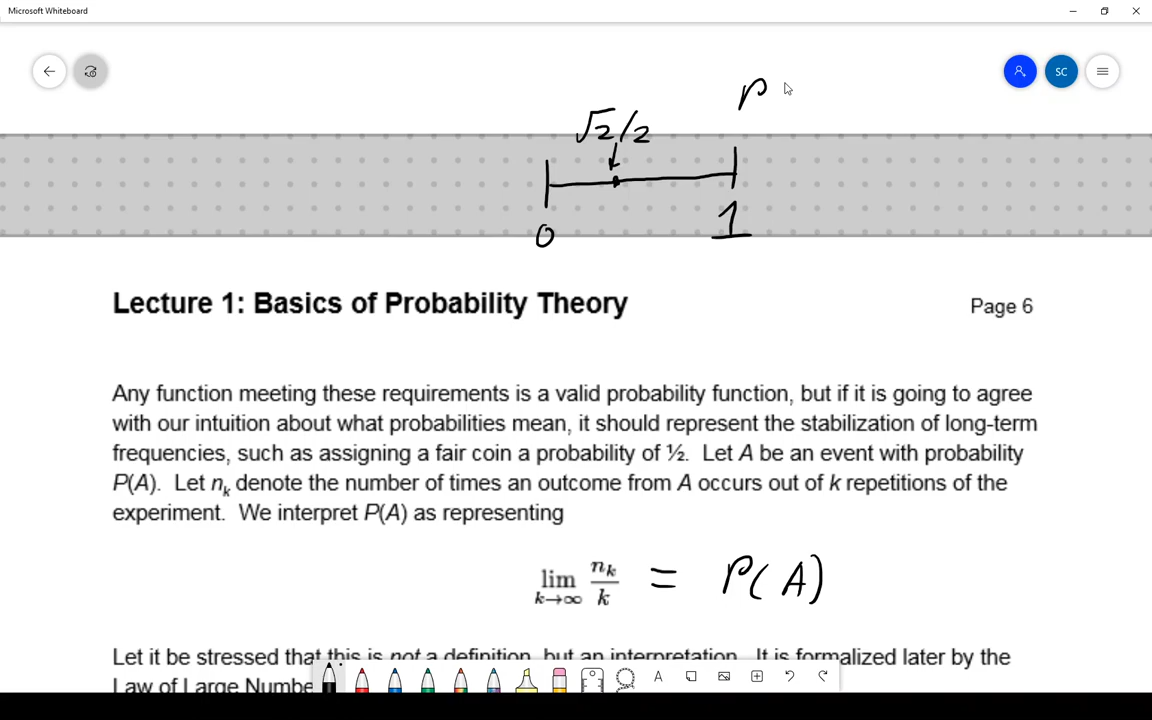 Microsoft Whiteboard
SC
P
√2/2
0
1
Lecture 1: Basics of Probability Theory
Page 6
Any function meeting these requirements is a valid probability function, but if it is going to agree
with our intuition about what probabilities mean, it should represent the stabilization of long-term
frequencies, such as assigning a fair coin a probability of ½. Let A be an event with probability
P(A). Let nₖ denote the number of times an outcome from A occurs out of k repetitions of the
experiment. We interpret P(A) as representing
lim k→∞ nₖ/k = P(A)
Let it be stressed that this is not a definition, but an interpretation. It is formalized later by the
Law of Large Numbe
A